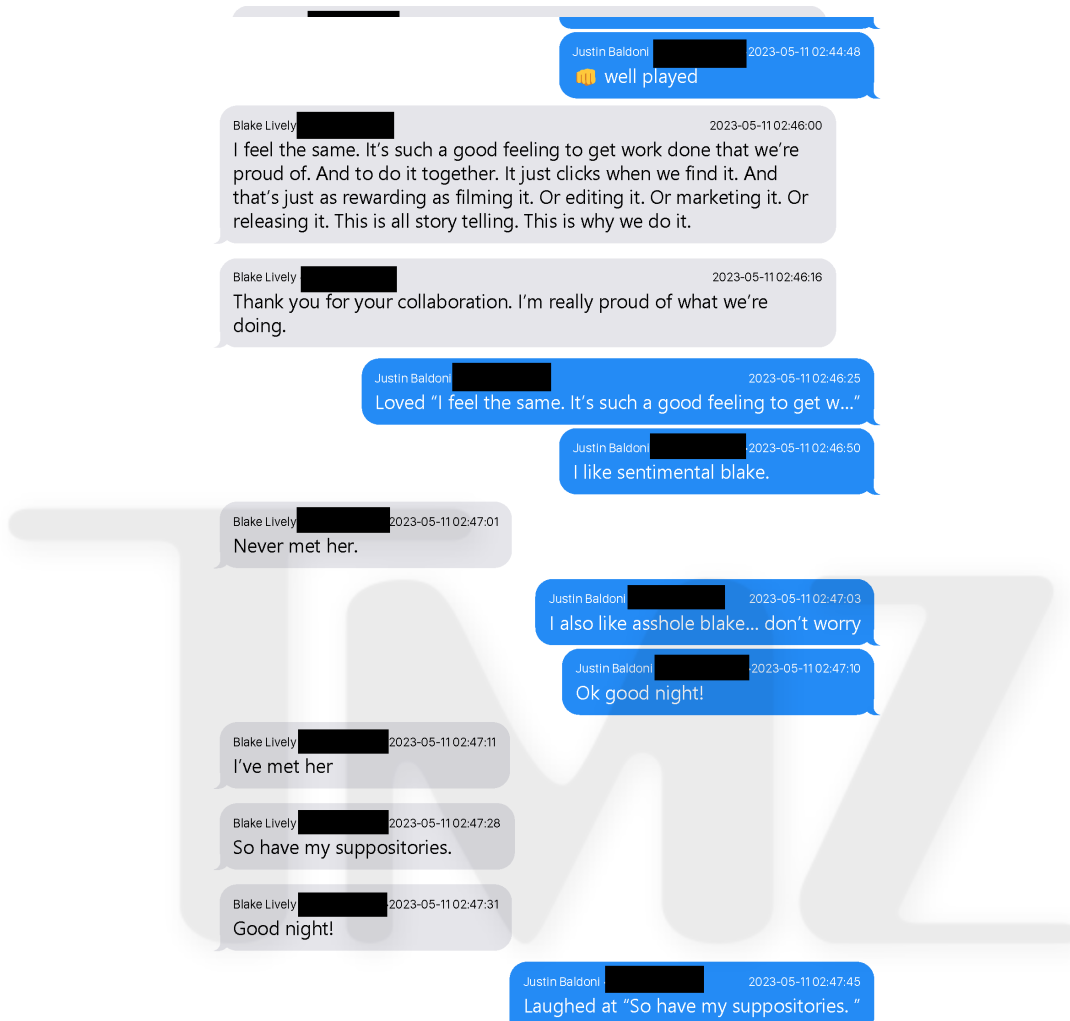 Justin Baldoni 2023-05-11 02:44:48
👊 well played
Blake Lively 2023-05-11 02:46:00
I feel the same. It’s such a good feeling to get work done that we’re
proud of. And to do it together. It just clicks when we find it. And
that’s just as rewarding as filming it. Or editing it. Or marketing it. Or
releasing it. This is all story telling. This is why we do it.
Blake Lively 2023-05-11 02:46:16
Thank you for your collaboration. I’m really proud of what we’re
doing.
Justin Baldoni 2023-05-11 02:46:25
Loved “I feel the same. It’s such a good feeling to get w...”
Justin Baldoni 2023-05-11 02:46:50
I like sentimental blake.
Blake Lively 2023-05-11 02:47:01
Never met her.
Justin Baldoni 2023-05-11 02:47:03
I also like asshole blake... don’t worry
Justin Baldoni 2023-05-11 02:47:10
Ok good night!
Blake Lively 2023-05-11 02:47:11
I’ve met her
Blake Lively 2023-05-11 02:47:28
So have my suppositories.
Blake Lively 2023-05-11 02:47:31
Good night!
Justin Baldoni 2023-05-11 02:47:45
Laughed at “So have my suppositories. ”
TMZ